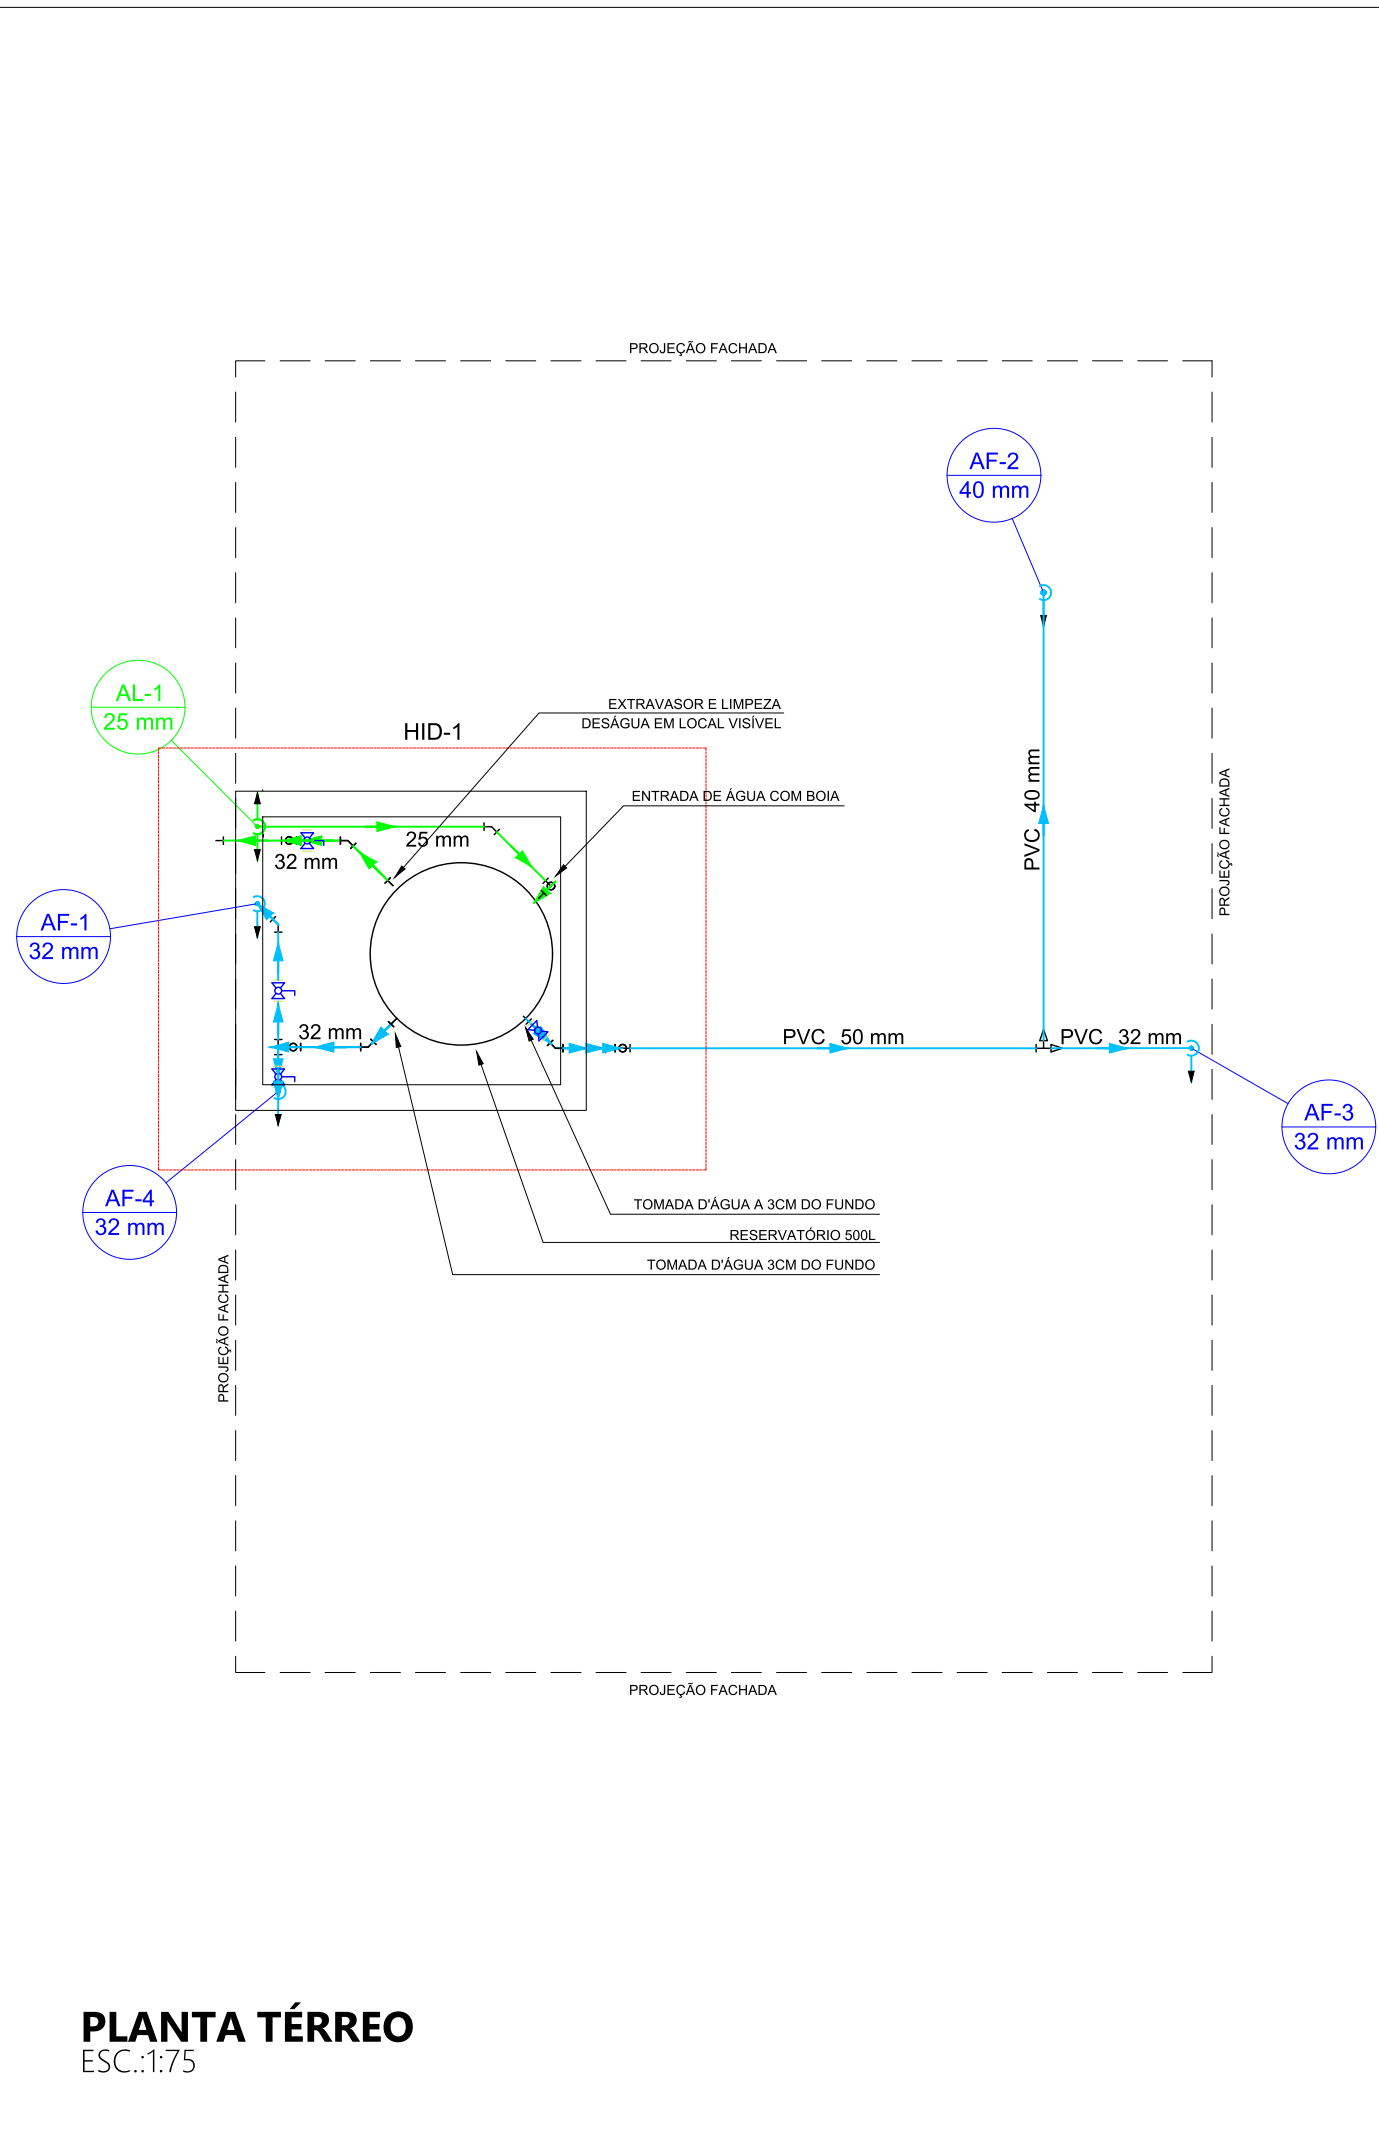 PROJEÇÃO FACHADA
AF-2
40 mm
AL-1
25 mm
EXTRAVASOR E LIMPEZA
DESÁGUA EM LOCAL VISÍVEL
HID-1
ENTRADA DE ÁGUA COM BOIA
PVC 40 mm
PROJEÇÃO FACHADA
25 mm
32 mm
AF-1
32 mm
32 mm
PVC 50 mm
PVC 32 mm
AF-3
32 mm
AF-4
32 mm
TOMADA D'ÁGUA A 3CM DO FUNDO
RESERVATÓRIO 500L
TOMADA D'ÁGUA 3CM DO FUNDO
PROJEÇÃO FACHADA
PROJEÇÃO FACHADA
PLANTA TÉRREO
ESC.:1:75